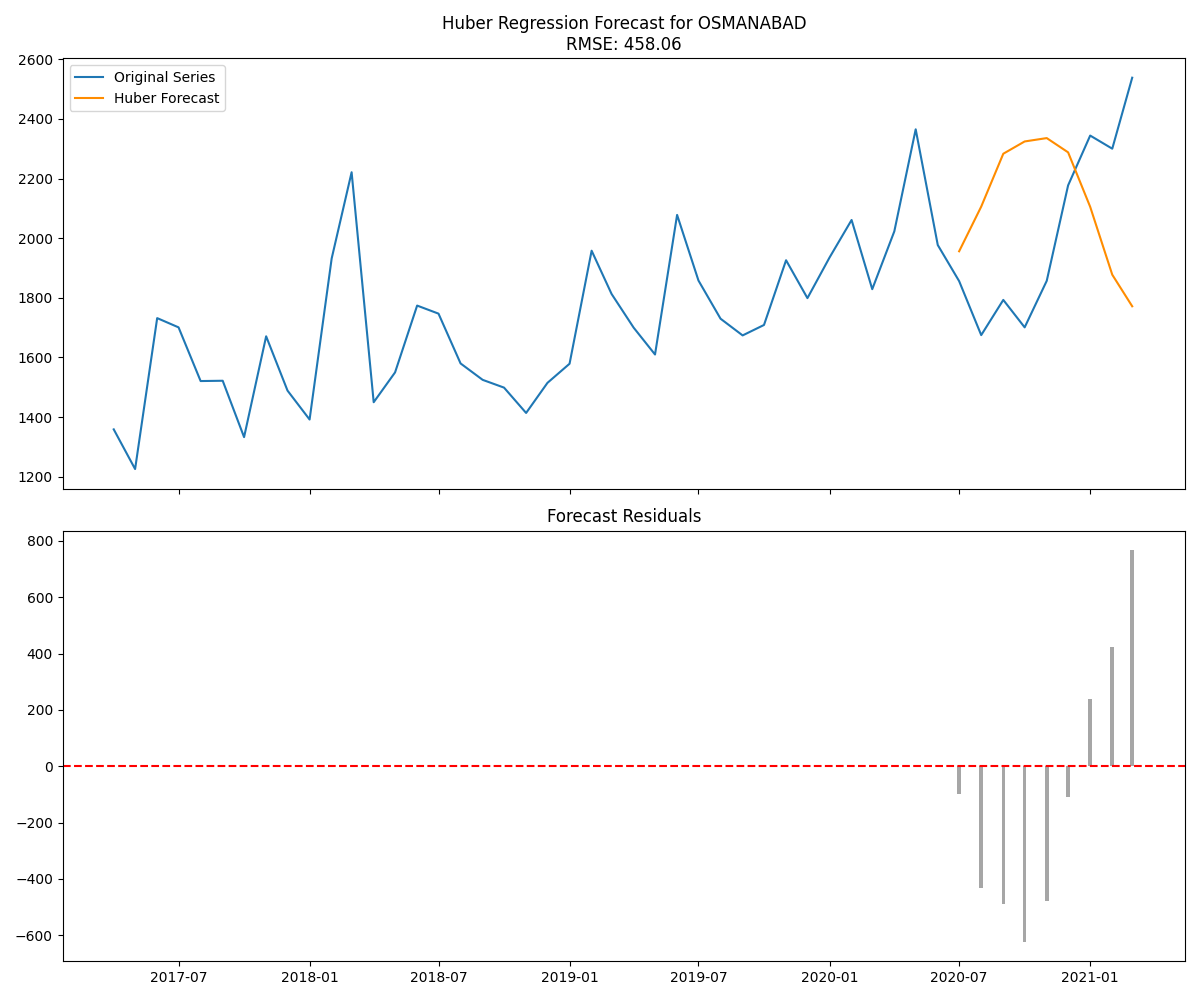 Huber Regression Forecast for OSMANABAD
RMSE: 458.06
Original Series
Huber Forecast
2600
2400
2200
2000
1800
1600
1400
1200
Forecast Residuals
800
600
400
200
0
−200
−400
−600
2017-07 2018-01 2018-07 2019-01 2019-07 2020-01 2020-07 2021-01